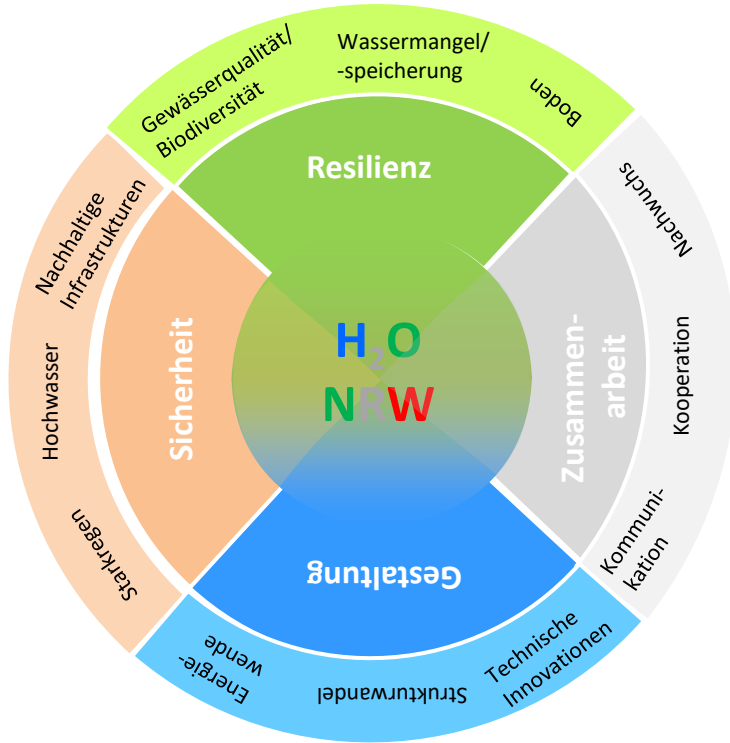 Gewässerqualität/
Biodiversität
Wassermangel/
-speicherung
Boden
Resilienz
Nachwuchs
Kooperation
Kommuni-
kation
Zusammen-
arbeit
Technische
Innovationen
Strukturwandel
Energie-
wende
Gestaltung
Starkregen
Hochwasser
Nachhaltige
Infrastrukturen
Sicherheit
H₂O
NRW